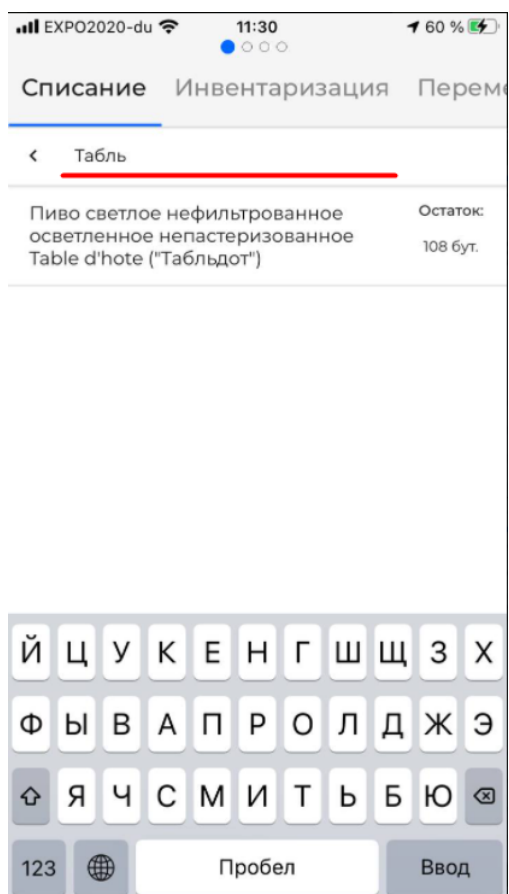 EXPO2020-du 11:30 60 %
Списание Инвентаризация Переме
Табль
Пиво светлое нефильтрованное Остаток:
осветленное непастеризованное 108 бут.
Table d'hote ("Табльдот")
Й Ц У К Е Н Г Ш Щ З Х
Ф Ы В А П Р О Л Д Ж Э
Я Ч С М И Т Ь Б Ю
123 Пробел Ввод